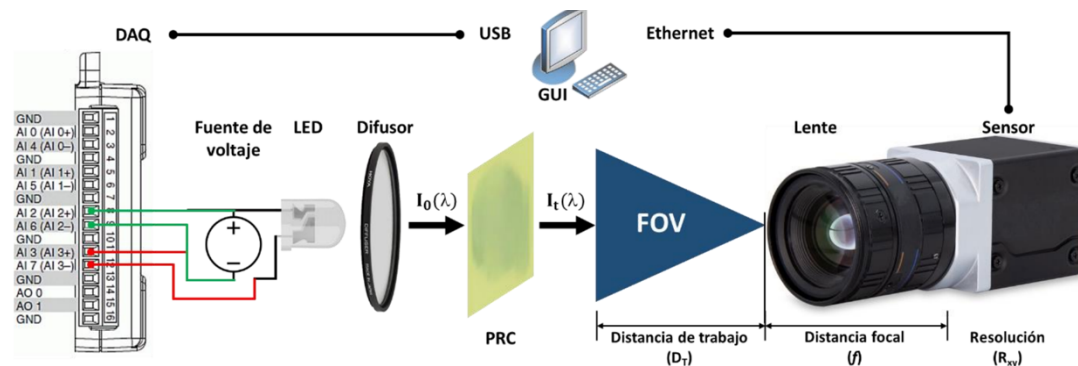 DAQ
USB
Ethernet
GUI
GND
AI 0 (AI 0+)
AI 4 (AI 0–)
GND
AI 1 (AI 1+)
AI 5 (AI 1–)
GND
AI 2 (AI 2+)
AI 6 (AI 2–)
GND
AI 3 (AI 3+)
AI 7 (AI 3–)
GND
AO 0
AO 1
GND
1
2
3
4
5
6
7
8
9
10
11
12
13
14
15
16
Fuente de
voltaje
+
–
LED
Difusor
I₀(λ)
PRC
Iₜ(λ)
FOV
Lente
Sensor
Distancia de trabajo
(D_T)
Distancia focal
(f)
Resolución
(R_xy)